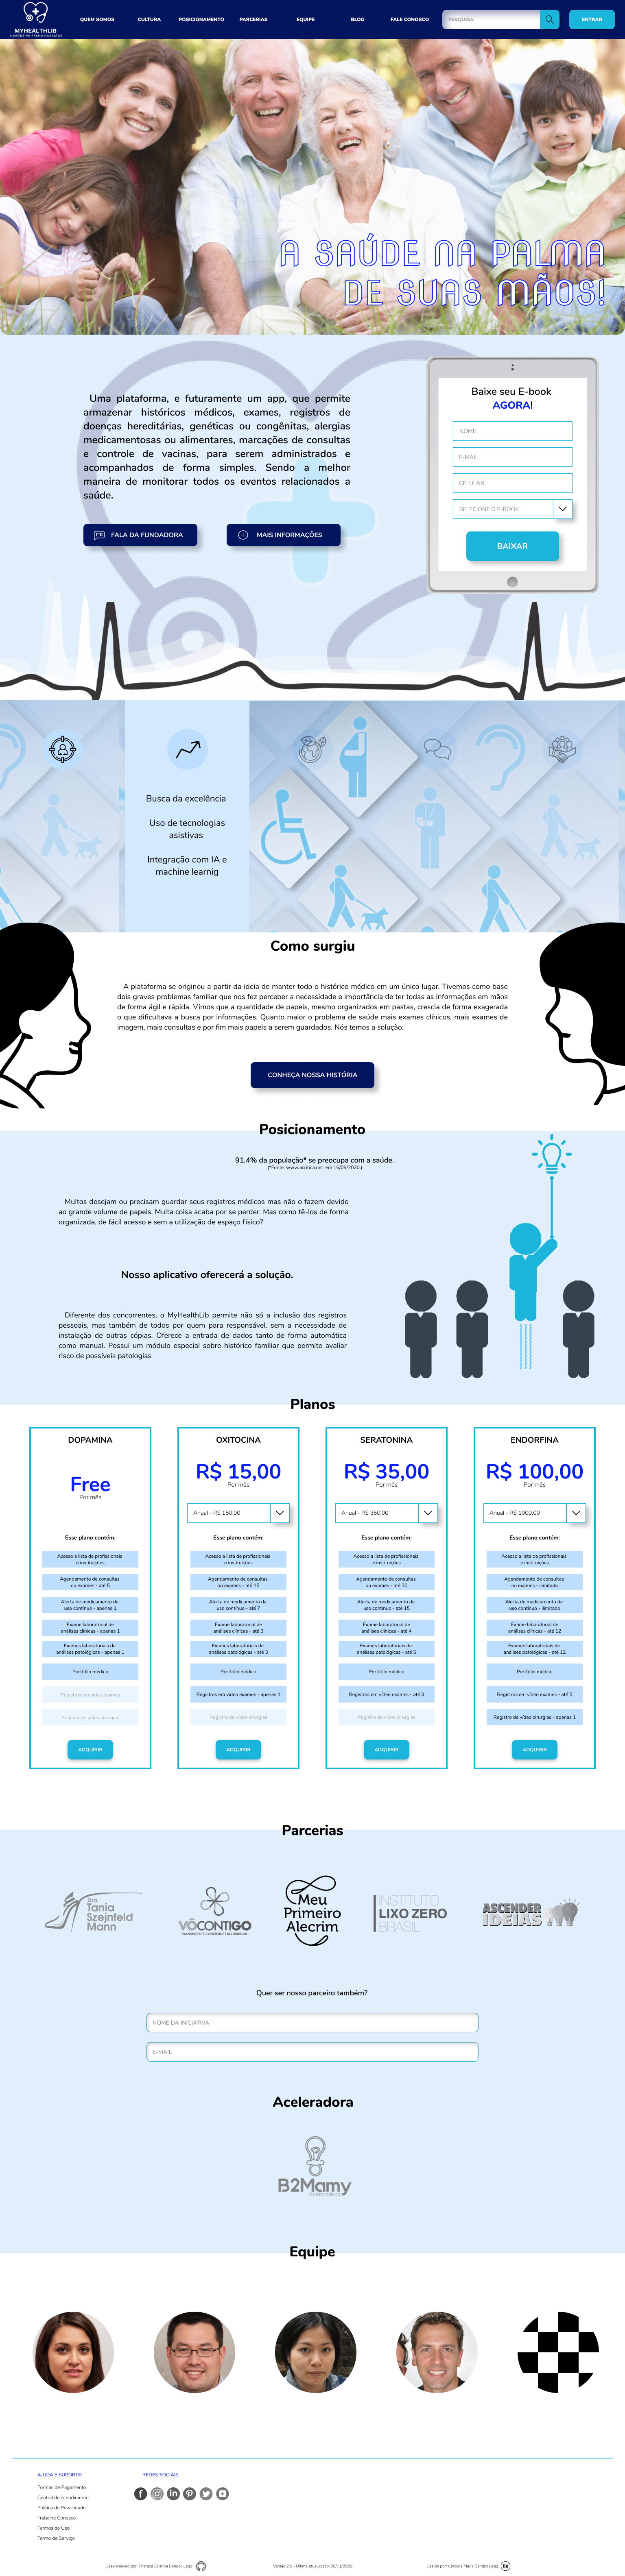 MYHEALTHLIB
A SAÚDE NA PALMA DAS MÃOS
QUEM SOMOS
CULTURA
POSICIONAMENTO
PARCERIAS
EQUIPE
BLOG
FALE CONOSCO
PESQUISA
ENTRAR
A SAÚDE NA PALMA
DE SUAS MÃOS!
Uma plataforma, e futuramente um app, que permite
armazenar históricos médicos, exames, registros de
doenças hereditárias, genéticas ou congênitas, alergias
medicamentosas ou alimentares, marcações de consultas
e controle de vacinas, para serem administrados e
acompanhados de forma simples. Sendo a melhor
maneira de monitorar todos os eventos relacionados a
saúde.
FALA DA FUNDADORA
MAIS INFORMAÇÕES
Baixe seu E-book
AGORA!
NOME
E-MAIL
CELULAR
SELECIONE O E-BOOK
BAIXAR
Busca da excelência
Uso de tecnologias
asistivas
Integração com IA e
machine learnig
Como surgiu
A plataforma se originou a partir da ideia de manter todo o histórico médico em um único lugar. Tivemos como base
dois graves problemas familiar que nos fez perceber a necessidade e importância de ter todas as informações em mãos
de forma ágil e rápida. Vimos que a quantidade de papeis, mesmo organizados em pastas, crescia de forma exagerada
o que dificultava a busca por informações. Quanto maior o problema de saúde mais exames clínicos, mais exames de
imagem, mais consultas e por fim mais papeis a serem guardados. Nós temos a solução.
CONHEÇA NOSSA HISTÓRIA
Posicionamento
91,4% da população* se preocupa com a saúde.
(*Fonte: www.acritica.net em 16/09/2020.)
Muitos desejam ou precisam guardar seus registros médicos mas não o fazem devido
ao grande volume de papeis. Muita coisa acaba por se perder. Mas como tê-los de forma
organizada, de fácil acesso e sem a utilização de espaço físico?
Nosso aplicativo oferecerá a solução.
Diferente dos concorrentes, o MyHealthLib permite não só a inclusão dos registros
pessoais, mas também de todos por quem para responsável. sem a necessidade de
instalação de outras cópias. Oferece a entrada de dados tanto de forma automática
como manual. Possui um módulo especial sobre histórico familiar que permite avaliar
risco de possíveis patologias
Planos
DOPAMINA
Free
Por mês
Esse plano contém:
Acesso a lista de profissionais
e instituições
Agendamento de consultas
ou exames - até 5
Alerta de medicamento de
uso contínuo - apenas 1
Exame laboratorial de
análises clínicas - apenas 1
Exames laboratoriais de
análises patológicas - apenas 1
Portfólio médico
Registros em vídeo exames
Registro de vídeo cirurgias
ADQUIRIR
OXITOCINA
R$ 15,00
Por mês
Anual - R$ 150,00
Esse plano contém:
Acesso a lista de profissionais
e instituições
Agendamento de consultas
ou exames - até 15
Alerta de medicamento de
uso contínuo - até 7
Exame laboratorial de
análises clínicas - até 3
Exames laboratoriais de
análises patológicas - até 3
Portfólio médico
Registros em vídeo exames - apenas 1
Registro de vídeo cirurgias
ADQUIRIR
SERATONINA
R$ 35,00
Por mês
Anual - R$ 350,00
Esse plano contém:
Acesso a lista de profissionais
e instituições
Agendamento de consultas
ou exames - até 30
Alerta de medicamento de
uso contínuo - até 15
Exame laboratorial de
análises clínicas - até 4
Exames laboratoriais de
análises patológicas - até 5
Portfólio médico
Registros em vídeo exames - até 3
Registro de vídeo cirurgias
ADQUIRIR
ENDORFINA
R$ 100,00
Por mês
Anual - R$ 1000,00
Esse plano contém:
Acesso a lista de profissionais
e instituições
Agendamento de consultas
ou exames - ilimitado
Alerta de medicamento de
uso contínuo - ilimitado
Exame laboratorial de
análises clínicas - até 12
Exames laboratoriais de
análises patológicas - até 12
Portfólio médico
Registros em vídeo exames - até 5
Registro de vídeo cirurgias - apenas 1
ADQUIRIR
Parcerias
Dra.
Tania
Szejnfeld
Mann
VÔCONTIGO
TRANSPORTE E CONCIERGE EXCLUSIVO 60+
Meu
Primeiro
Alecrim
INSTITUTO
LIXO ZERO
BRASIL
ASCENDER
IDEIAS
Quer ser nosso parceiro também?
NOME DA INICIATIVA
E-MAIL
Aceleradora
B2Mamy
Aceleradora
Equipe
AJUDA E SUPORTE:
Formas de Pagamento
Central do Atendimento
Política de Privacidade
Trabalhe Conosco
Termos de Uso
Termo de Serviço
REDES SOCIAIS:
Desenvolvido por: Thereza Cristina Bandoli Legg
Versão 2.0 - Última atualização: 20/11/2020
Design por: Carolina Maria Bandoli Legg